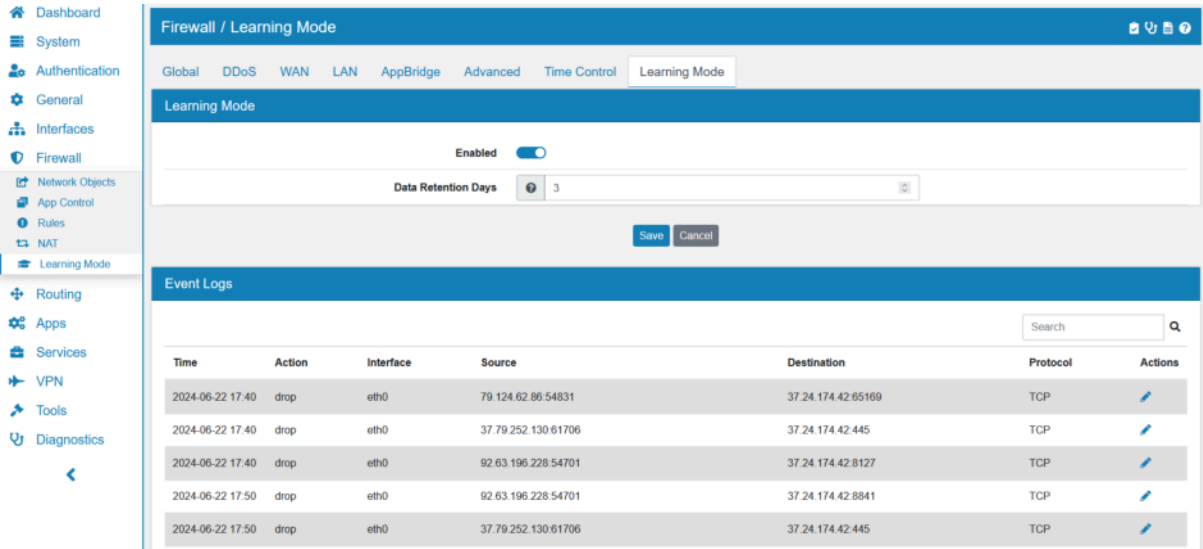 Dashboard
System
Authentication
General
Interfaces
Firewall
Network Objects
App Control
Rules
NAT
Learning Mode
Routing
Apps
Services
VPN
Tools
Diagnostics
Firewall / Learning Mode
Global DDoS WAN LAN AppBridge Advanced Time Control Learning Mode
Learning Mode
Enabled
Data Retention Days 3
Save Cancel
Event Logs
Search
Time Action Interface Source Destination Protocol Actions
2024-06-22 17:40 drop eth0 79.124.62.86:54831 37.24.174.42:65169 TCP
2024-06-22 17:40 drop eth0 37.79.252.130:61706 37.24.174.42:445 TCP
2024-06-22 17:40 drop eth0 92.63.196.228:54701 37.24.174.42:8127 TCP
2024-06-22 17:50 drop eth0 92.63.196.228:54701 37.24.174.42:8841 TCP
2024-06-22 17:50 drop eth0 37.79.252.130:61706 37.24.174.42:445 TCP